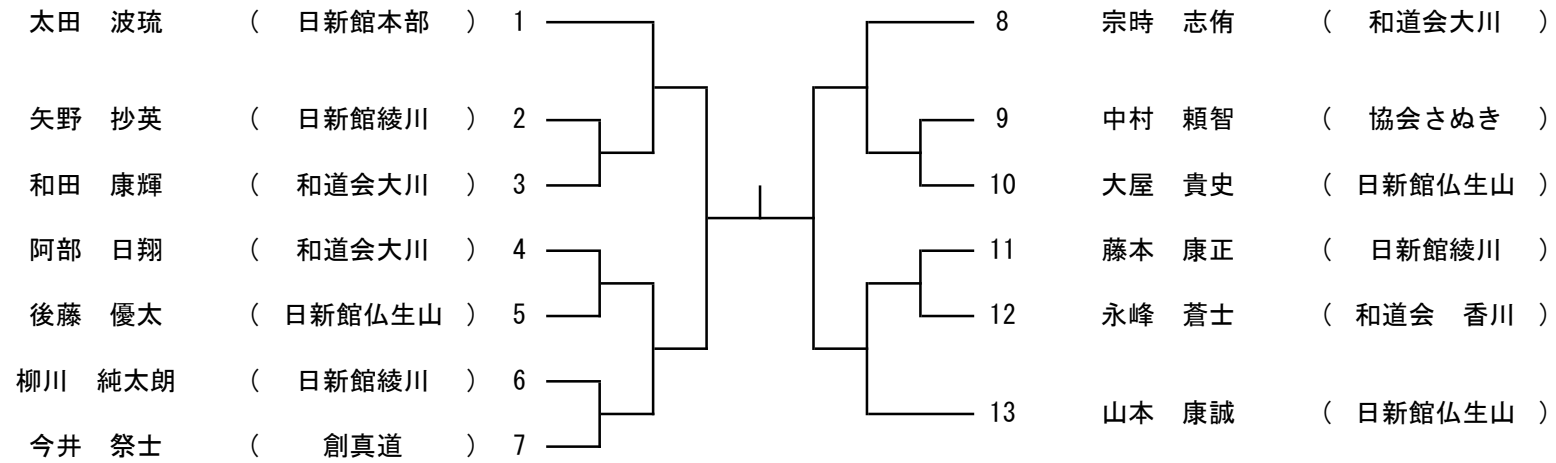 太田　波琉 （ 日新館本部 ） 1
矢野　抄英 （ 日新館綾川 ） 2
和田　康輝 （ 和道会大川 ） 3
阿部　日翔 （ 和道会大川 ） 4
後藤　優太 （ 日新館仏生山 ） 5
柳川　純太朗 （ 日新館綾川 ） 6
今井　祭士 （ 創真道 ） 7
8 宗時　志侑 （ 和道会大川 ）
9 中村　頼智 （ 協会さぬき ）
10 大屋　貴史 （ 日新館仏生山 ）
11 藤本　康正 （ 日新館綾川 ）
12 永峰　蒼士 （ 和道会　香川 ）
13 山本　康誠 （ 日新館仏生山 ）